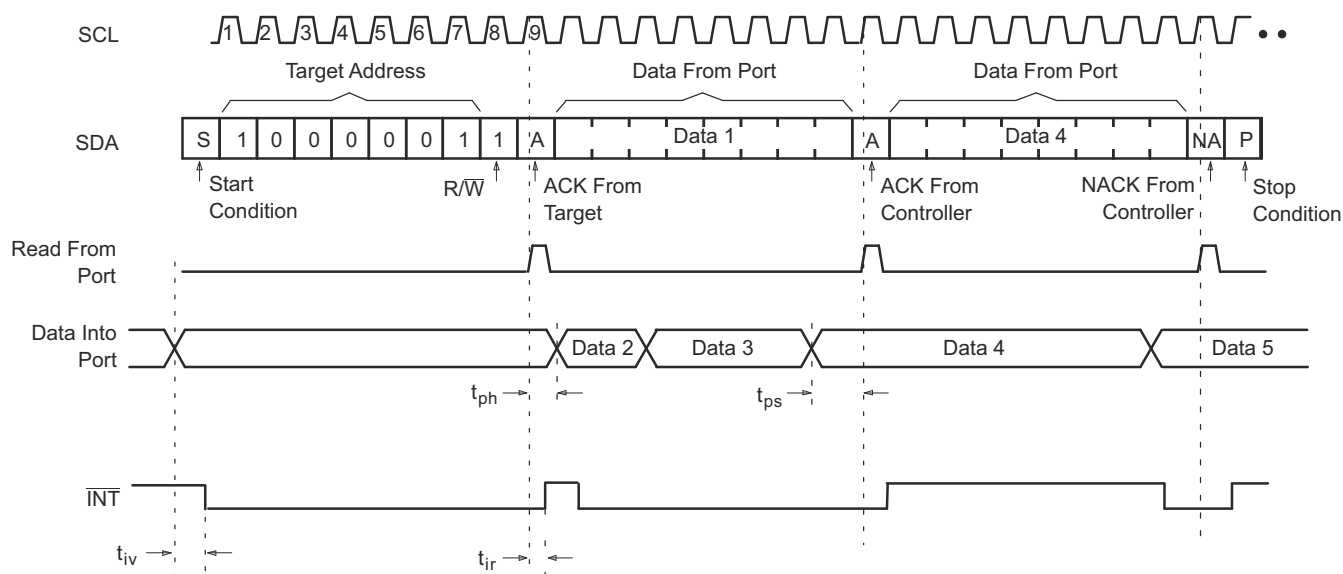 SCL
1 2 3 4 5 6 7 8 9
Target Address
Data From Port
Data From Port
SDA
S 1 0 0 0 0 0 1 1 A Data 1 A Data 4 NA P
Start
Condition
R/W̅
ACK From
Target
ACK From
Controller
NACK From
Controller
Stop
Condition
Read From
Port
Data Into
Port
Data 2 Data 3 Data 4 Data 5
tph
tps
I̅N̅T̅
tiv
tir